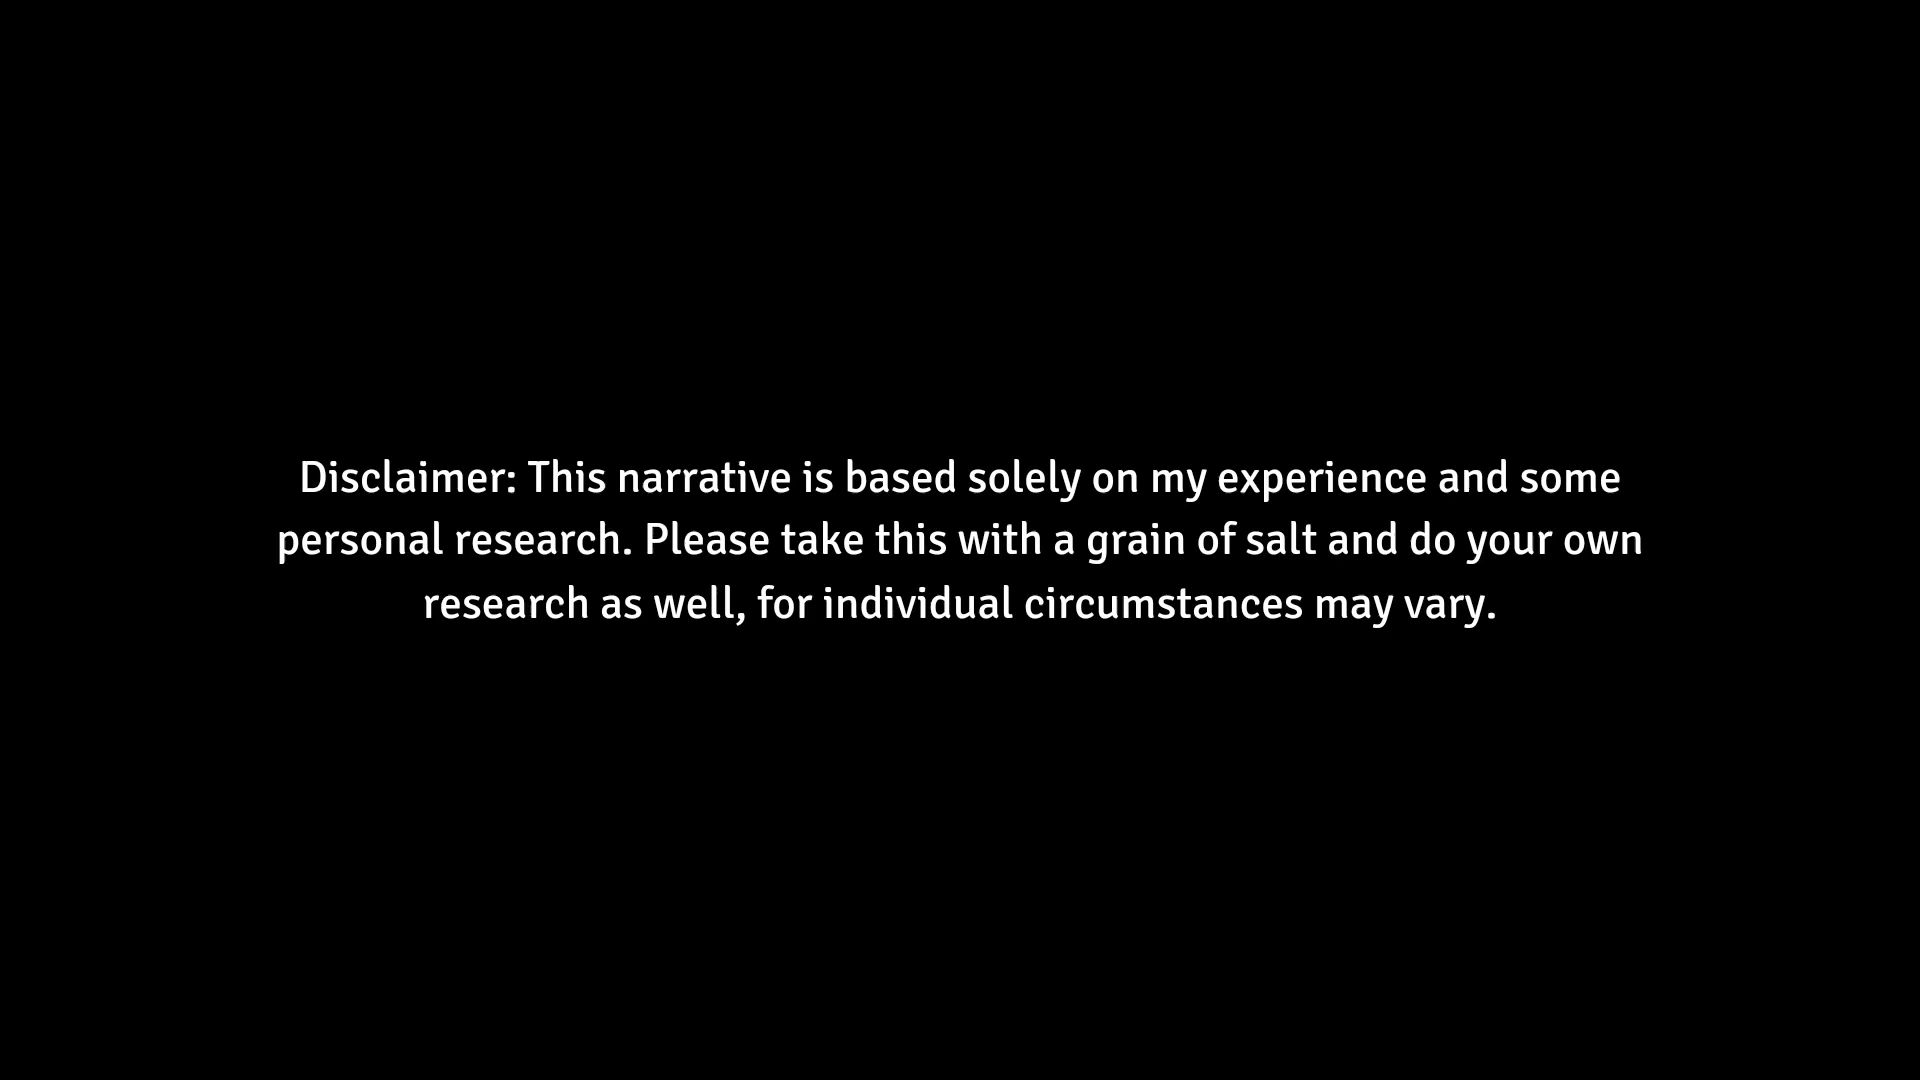 Disclaimer: This narrative is based solely on my experience and some
personal research. Please take this with a grain of salt and do your own
research as well, for individual circumstances may vary.